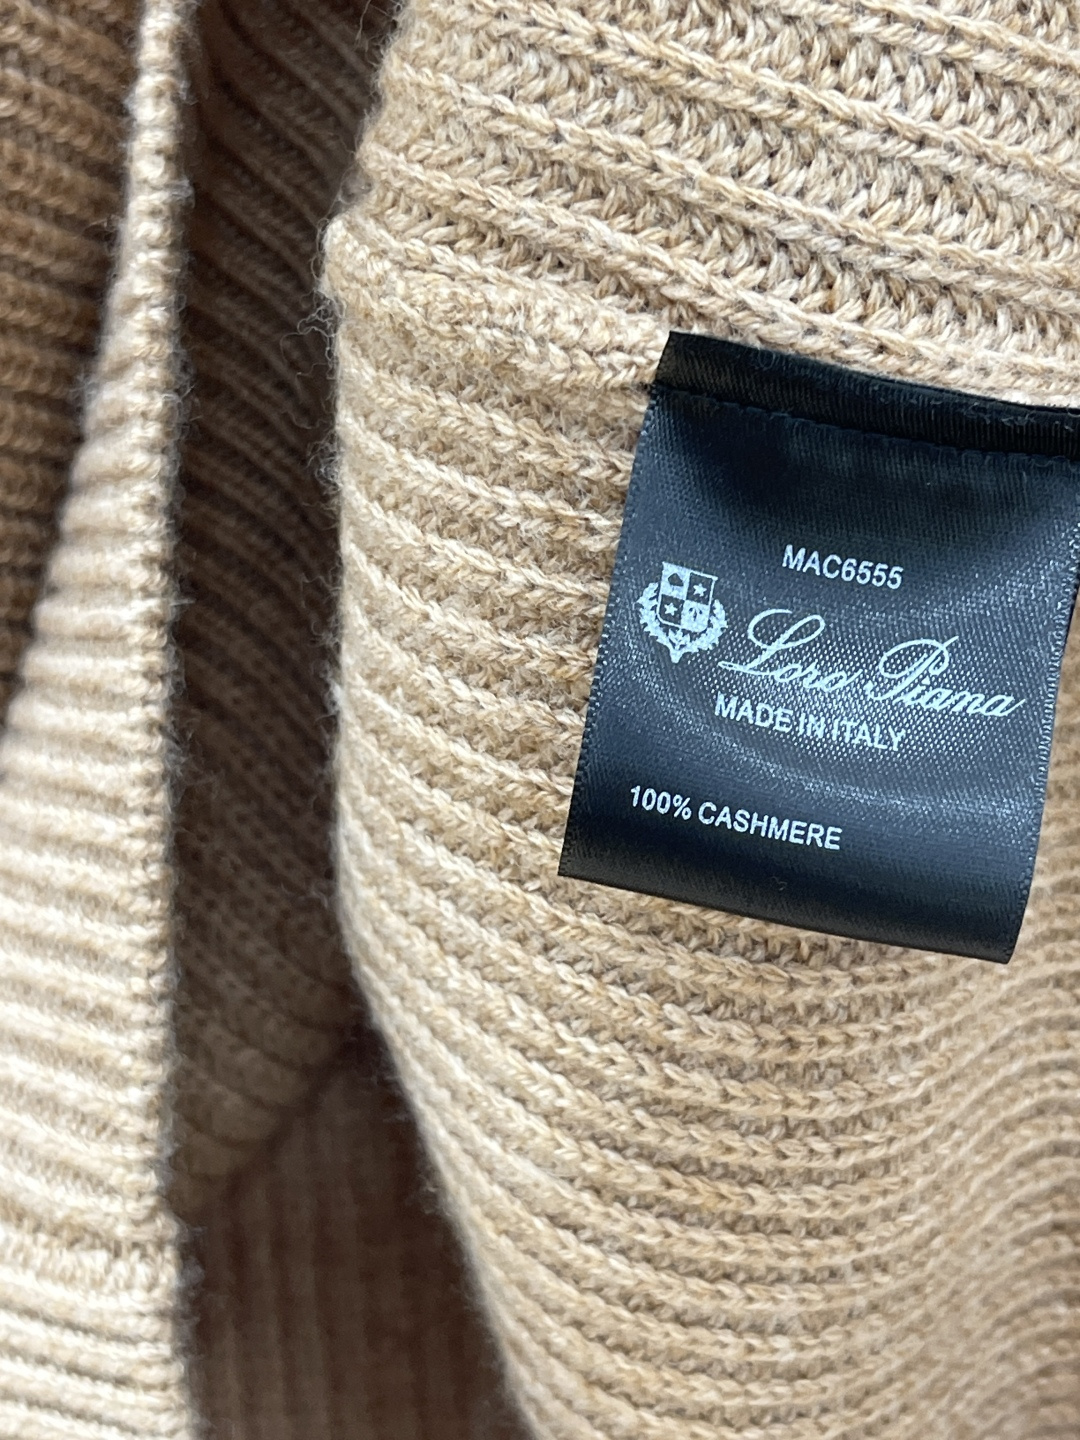 MAC6555
Loro Piana
MADE IN ITALY
100% CASHMERE